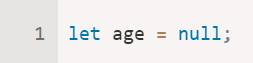 1 let age = null;